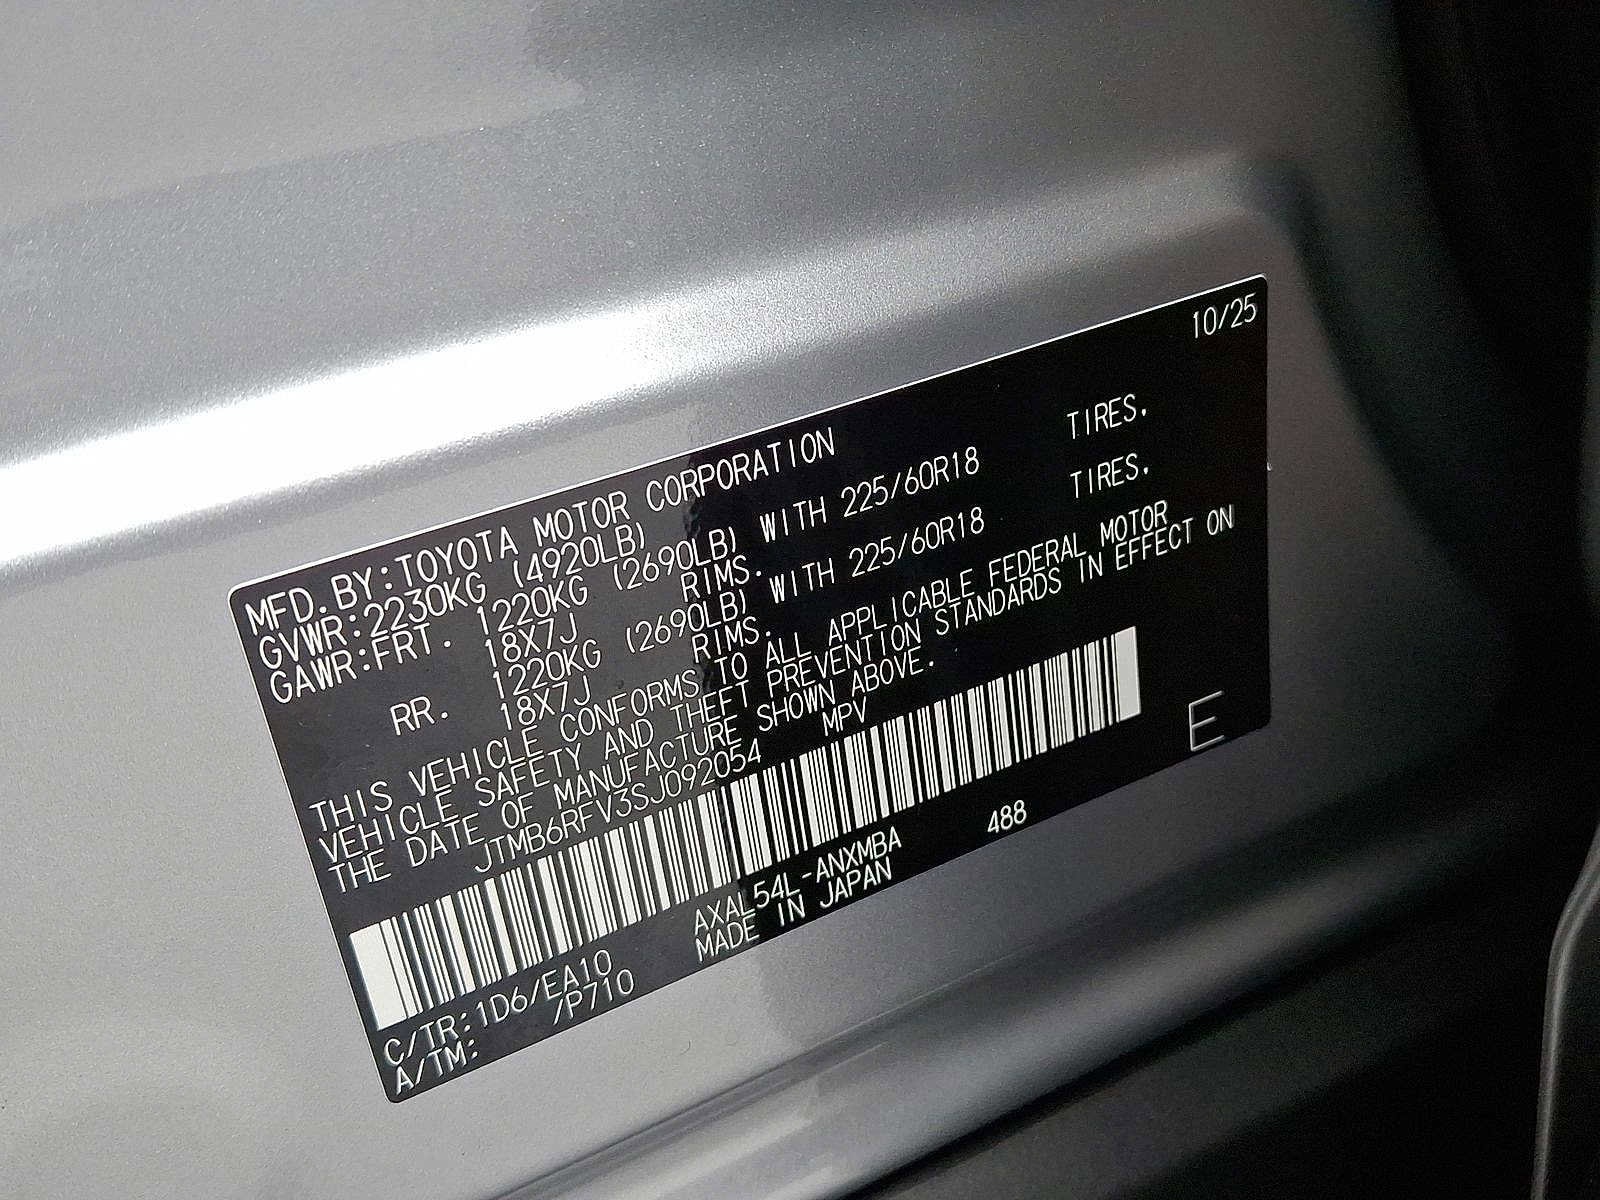 10/25
MFD.BY:TOYOTA MOTOR CORPORATION
GVWR:2230KG (4920LB)
GAWR:FRT. 1220KG (2690LB) WITH 225/60R18 TIRES.
18X7J RIMS.
RR. 1220KG (2690LB) WITH 225/60R18 TIRES.
18X7J RIMS.
THIS VEHICLE CONFORMS TO ALL APPLICABLE FEDERAL MOTOR
VEHICLE SAFETY AND THEFT PREVENTION STANDARDS IN EFFECT ON
THE DATE OF MANUFACTURE SHOWN ABOVE.
JTMB6RFV3SJ092054 MPV
E
C/TR:1D6/EA10 AXAL54L-ANXMBA 488
A/TM: /P710 MADE IN JAPAN